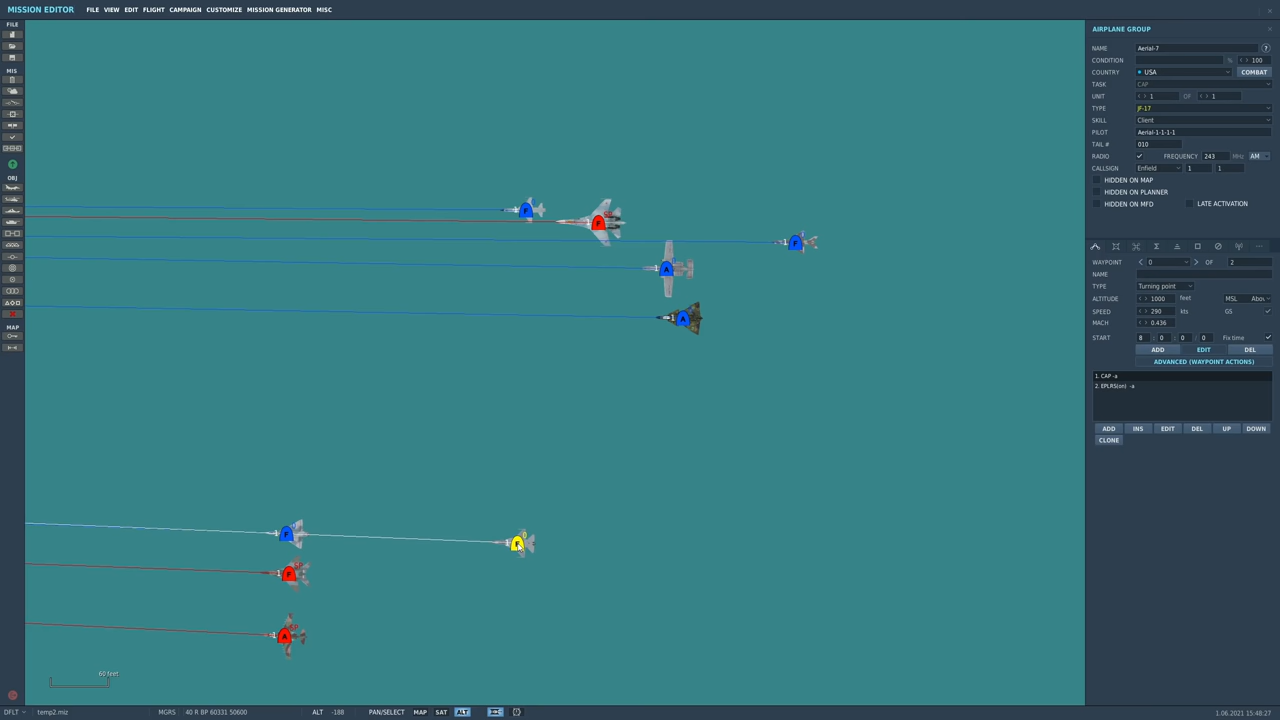 MISSION EDITOR FILE VIEW EDIT FLIGHT CAMPAIGN CUSTOMIZE MISSION GENERATOR MISC
FILE
MIS
OBJ
MAP
AIRPLANE GROUP
NAME Aerial-7 ?
CONDITION % < > 100
COUNTRY USA COMBAT
TASK CAP
UNIT < > 1 OF < > 1
TYPE JF-17
SKILL Client
PILOT Aerial-1-1-1-1
TAIL # 010
RADIO FREQUENCY 243 MHz AM
CALLSIGN Enfield 1 1
HIDDEN ON MAP
HIDDEN ON PLANNER
HIDDEN ON MFD LATE ACTIVATION
WAYPOINT < 0 > OF 2
NAME
TYPE Turning point
ALTITUDE < > 1000 feet MSL Abov
SPEED < > 290 kts GS
MACH < > 0.436
START 8 : 0 : 0 / 0 Fix time
ADD EDIT DEL
ADVANCED (WAYPOINT ACTIONS)
1. CAP -a
2. EPLRS(on) -a
ADD INS EDIT DEL UP DOWN
CLONE
F
F
F
A
A
F
F
F
A
60 feet
DFLT temp2.miz MGRS 40 R BP 60331 50600 ALT -188 PAN/SELECT MAP SAT ALT 1.06.2021 15:48:27